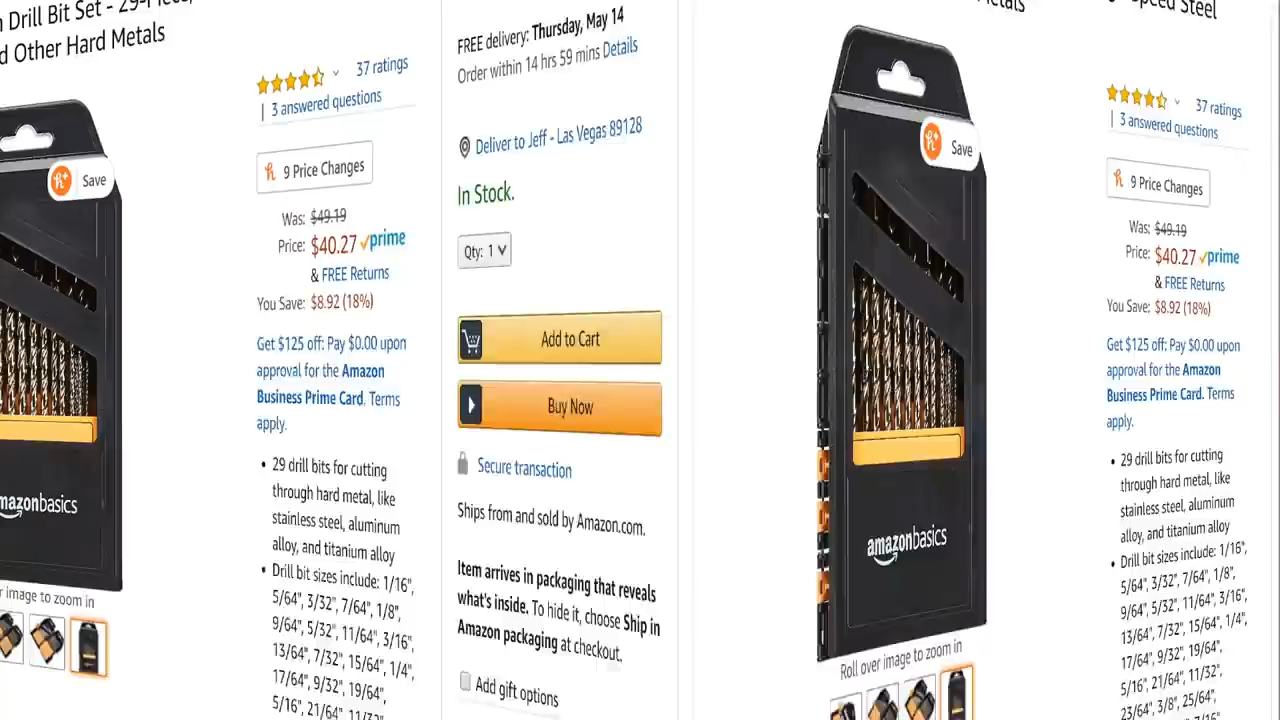 Drill Bit Set - 29-Piece,
Other Hard Metals
37 ratings
| 3 answered questions
9 Price Changes
Was: $49.19
Price: $40.27 prime
& FREE Returns
You Save: $8.92 (18%)
Get $125 off: Pay $0.00 upon
approval for the Amazon
Business Prime Card. Terms
apply.
• 29 drill bits for cutting
through hard metal, like
stainless steel, aluminum
alloy, and titanium alloy
• Drill bit sizes include: 1/16",
5/64", 3/32", 7/64", 1/8",
9/64", 5/32", 11/64", 3/16",
13/64", 7/32", 15/64", 1/4",
17/64", 9/32", 19/64",
5/16", 21/64", 11/32"
h+ Save
mazonbasics
r image to zoom in
FREE delivery: Thursday, May 14
Order within 14 hrs 59 mins Details
Deliver to Jeff - Las Vegas 89128
In Stock.
Qty: 1
Add to Cart
Buy Now
Secure transaction
Ships from and sold by Amazon.com.
Item arrives in packaging that reveals
what's inside. To hide it, choose Ship in
Amazon packaging at checkout.
Add gift options
Metals
h+ Save
amazonbasics
Roll over image to zoom in
Speed Steel
37 ratings
| 3 answered questions
9 Price Changes
Was: $49.19
Price: $40.27 prime
& FREE Returns
You Save: $8.92 (18%)
Get $125 off: Pay $0.00 upon
approval for the Amazon
Business Prime Card. Terms
apply.
• 29 drill bits for cutting
through hard metal, like
stainless steel, aluminum
alloy, and titanium alloy
• Drill bit sizes include: 1/16",
5/64", 3/32", 7/64", 1/8",
9/64", 5/32", 11/64", 3/16",
13/64", 7/32", 15/64", 1/4",
17/64", 9/32", 19/64",
5/16", 21/64", 11/32",
23/64", 3/8", 25/64",